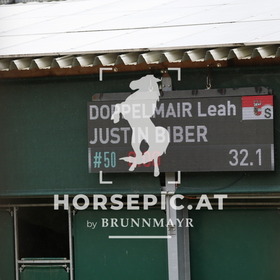 DOPPELMAIR Leah
JUSTIN BIBER
#50 32.1
HORSEPIC.AT
by BRUNNMAYR